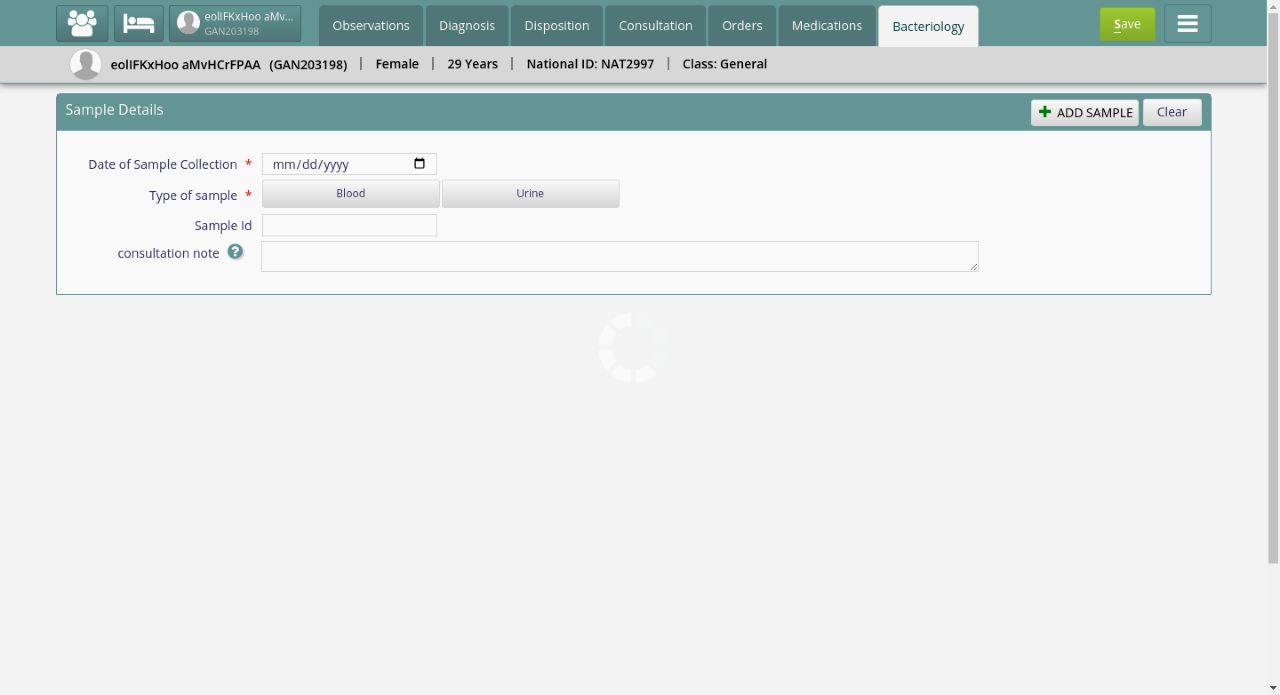 eolIFKxHoo aMv...
GAN203198
Observations
Diagnosis
Disposition
Consultation
Orders
Medications
Bacteriology
Save
eolIFKxHoo aMvHCrFPAA (GAN203198) | Female | 29 Years | National ID: NAT2997 | Class: General
Sample Details
ADD SAMPLE
Clear
Date of Sample Collection *
mm/dd/yyyy
Type of sample *
Blood
Urine
Sample Id
consultation note ?